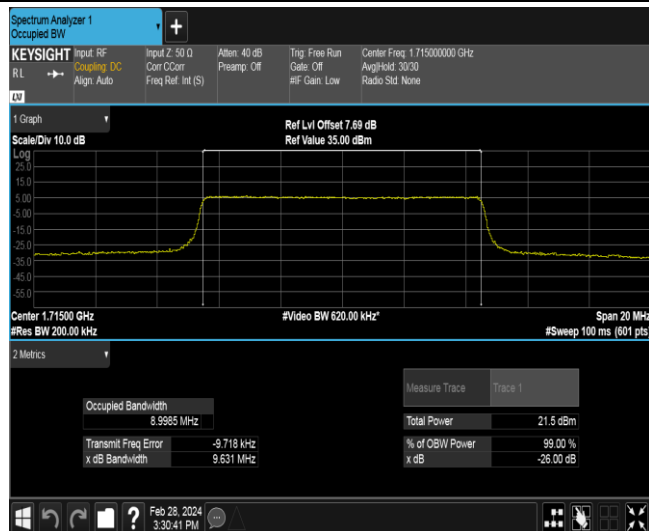 Spectrum Analyzer 1
Occupied BW
+
KEYSIGHT
RL
Input: RF
Coupling: DC
Align: Auto
Input Z: 50 Ω
Corr CCorr
Freq Ref: Int (S)
Atten: 40 dB
Preamp: Off
Trig: Free Run
Gate: Off
#IF Gain: Low
Center Freq: 1.715000000 GHz
Avg|Hold: 30/30
Radio Std: None
1 Graph
Scale/Div 10.0 dB
Ref Lvl Offset 7.69 dB
Ref Value 35.00 dBm
Log
25.0
15.0
5.00
-5.00
-15.0
-25.0
-35.0
-45.0
-55.0
Center 1.71500 GHz
#Res BW 200.00 kHz
#Video BW 620.00 kHz*
Span 20 MHz
#Sweep 100 ms (601 pts)
2 Metrics
Measure Trace Trace 1
Occupied Bandwidth
8.9985 MHz
Total Power 21.5 dBm
Transmit Freq Error -9.718 kHz
% of OBW Power 99.00 %
x dB Bandwidth 9.631 MHz
x dB -26.00 dB
?
Feb 28, 2024
3:30:41 PM